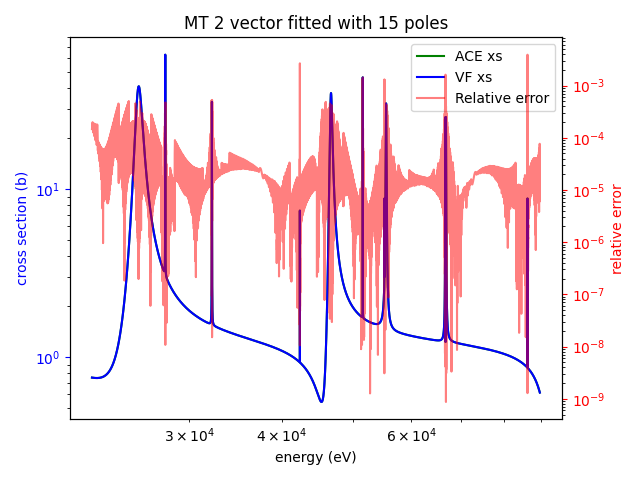 MT 2 vector fitted with 15 poles
ACE xs
VF xs
Relative error
cross section (b)
10¹
10⁰
10⁻³
10⁻⁴
10⁻⁵
10⁻⁶
10⁻⁷
10⁻⁸
10⁻⁹
relative error
3 × 10⁴ 4 × 10⁴ 6 × 10⁴
energy (eV)